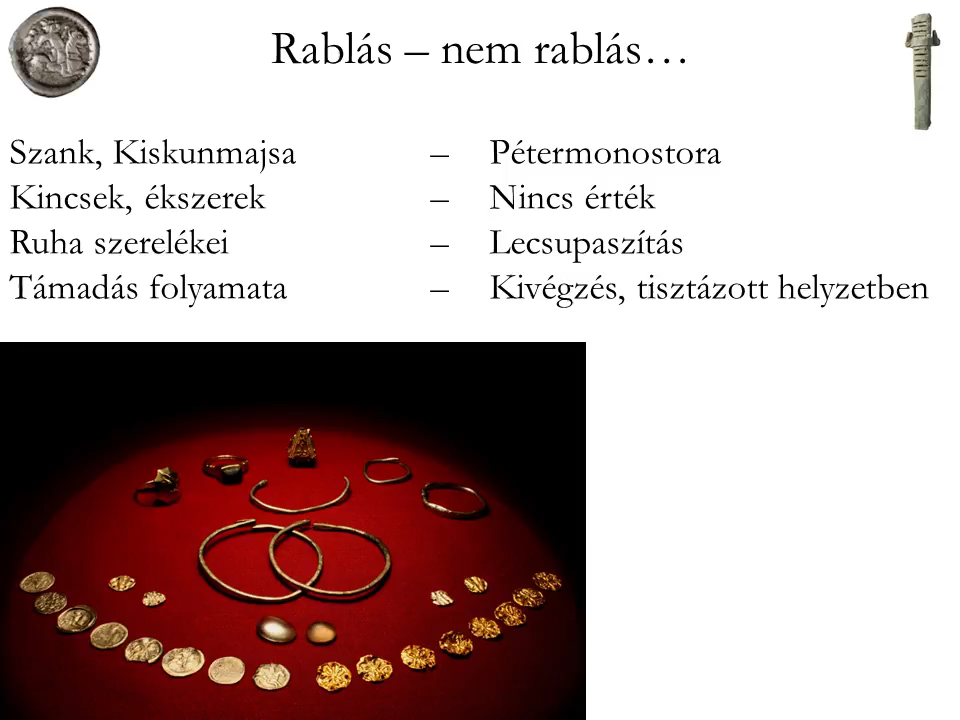 Rablás – nem rablás…
Szank, Kiskunmajsa – Pétermonostora
Kincsek, ékszerek – Nincs érték
Ruha szerelékei – Lecsupaszítás
Támadás folyamata – Kivégzés, tisztázott helyzetben